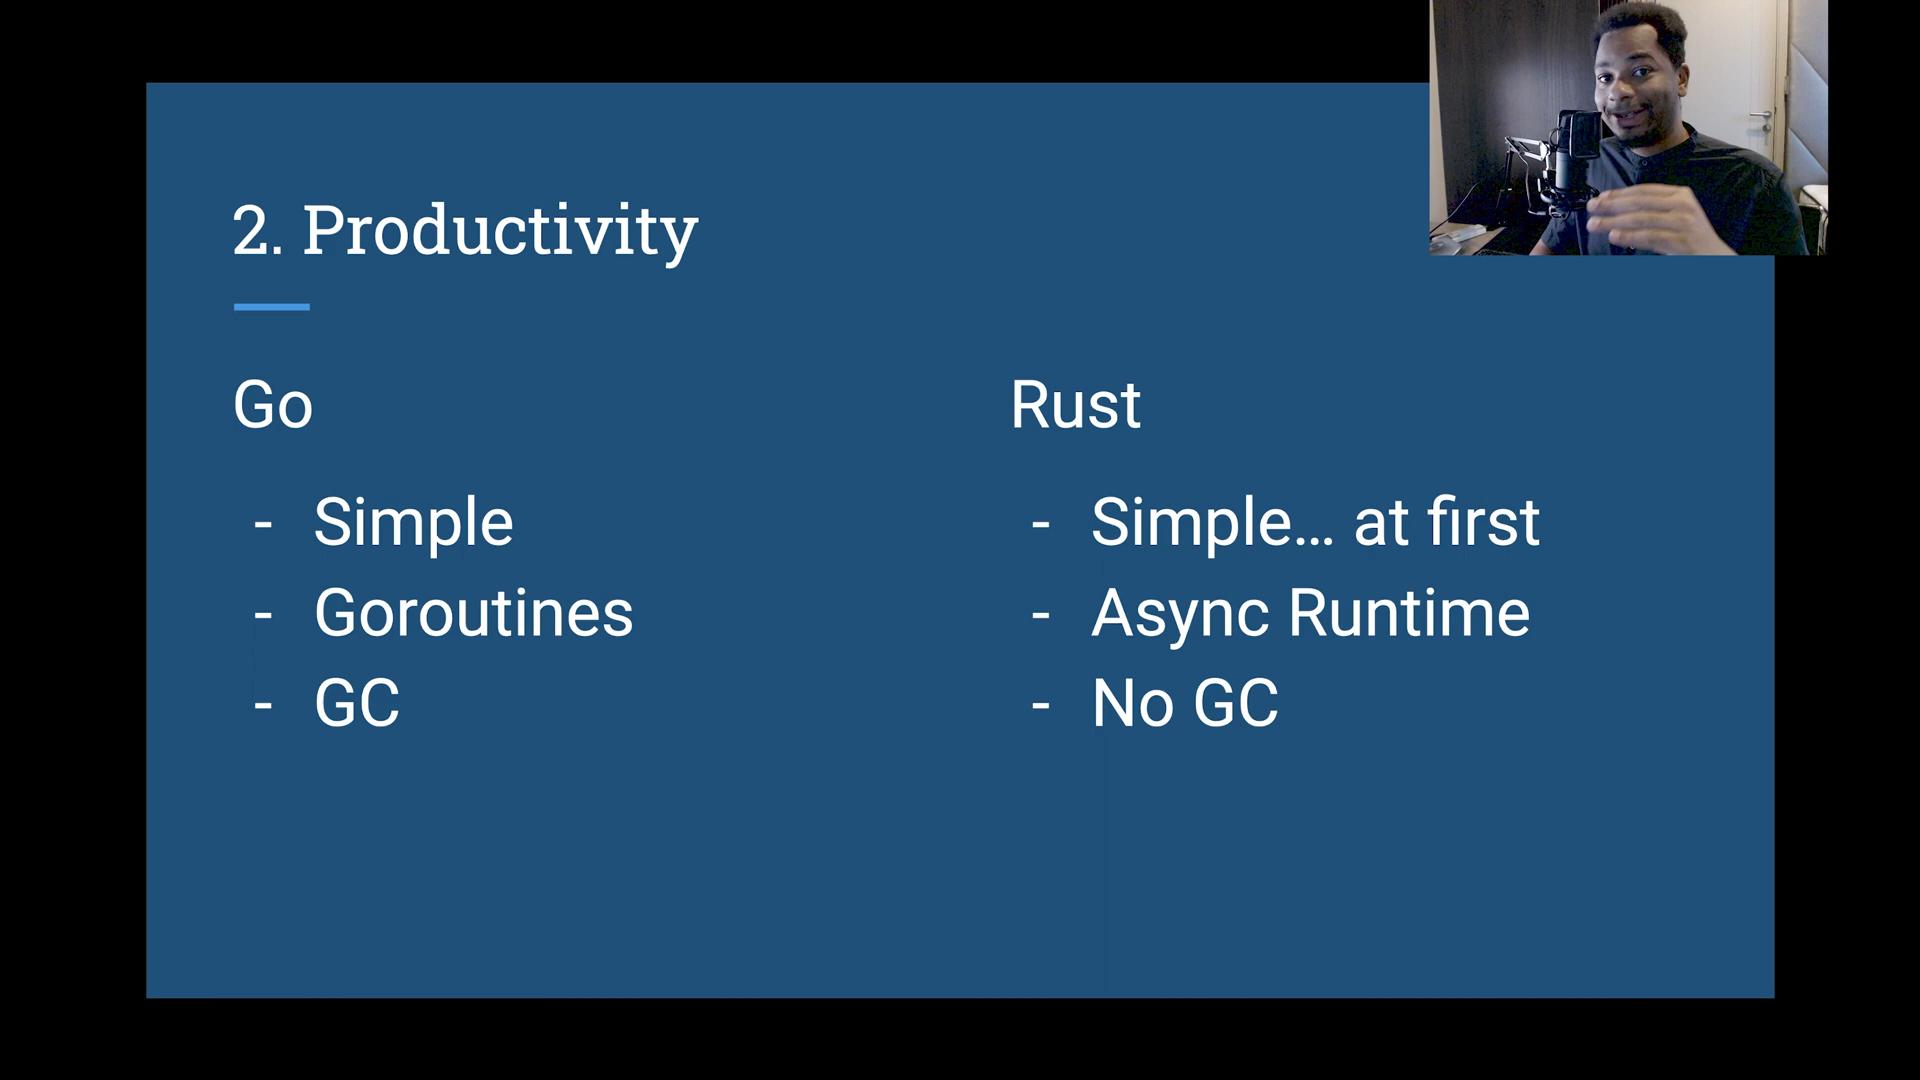 2. Productivity
Go
- Simple
- Goroutines
- GC
Rust
- Simple... at first
- Async Runtime
- No GC